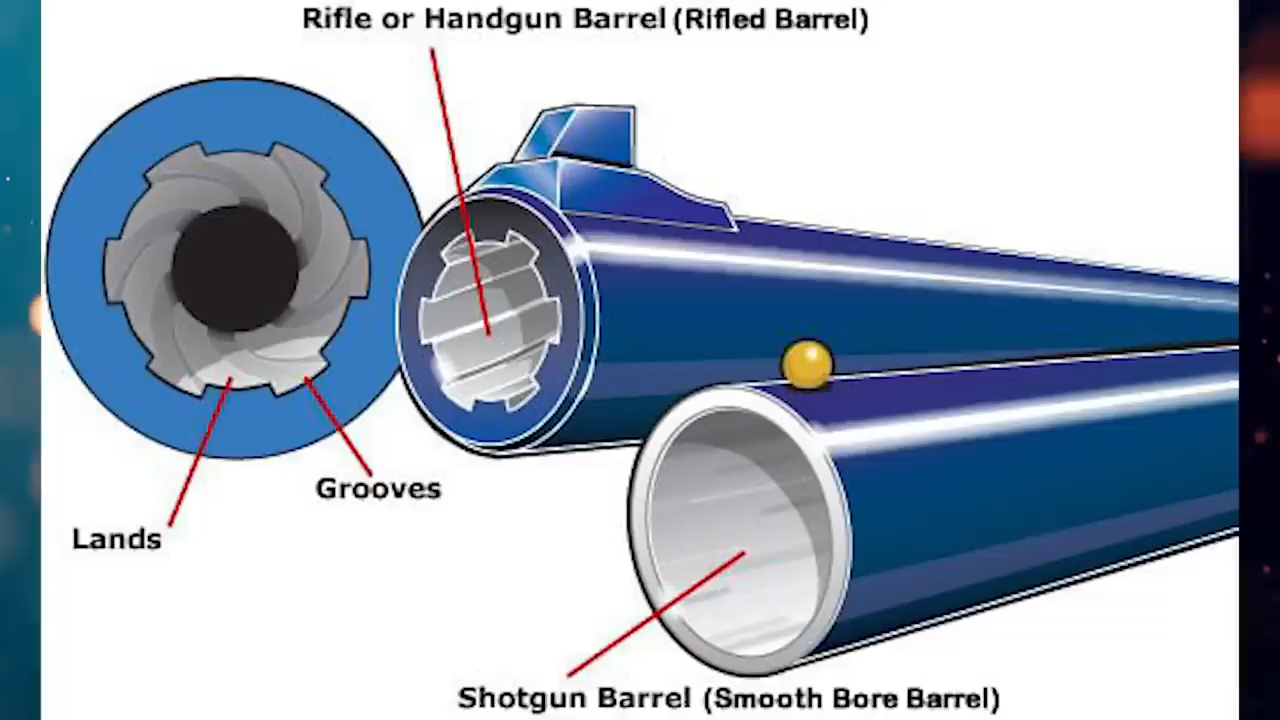 Rifle or Handgun Barrel (Rifled Barrel)
Grooves
Lands
Shotgun Barrel (Smooth Bore Barrel)